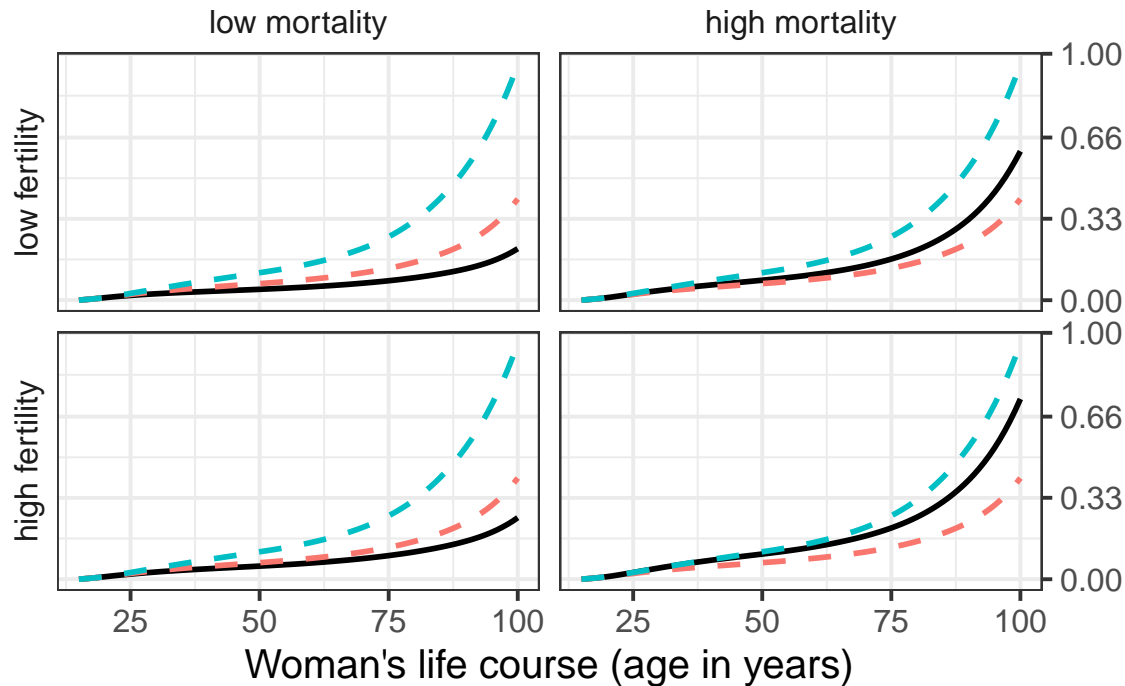 low mortality
high mortality
low fertility
1.00
0.66
0.33
0.00
high fertility
1.00
0.66
0.33
0.00
25 50 75 100 25 50 75 100
Woman's life course (age in years)